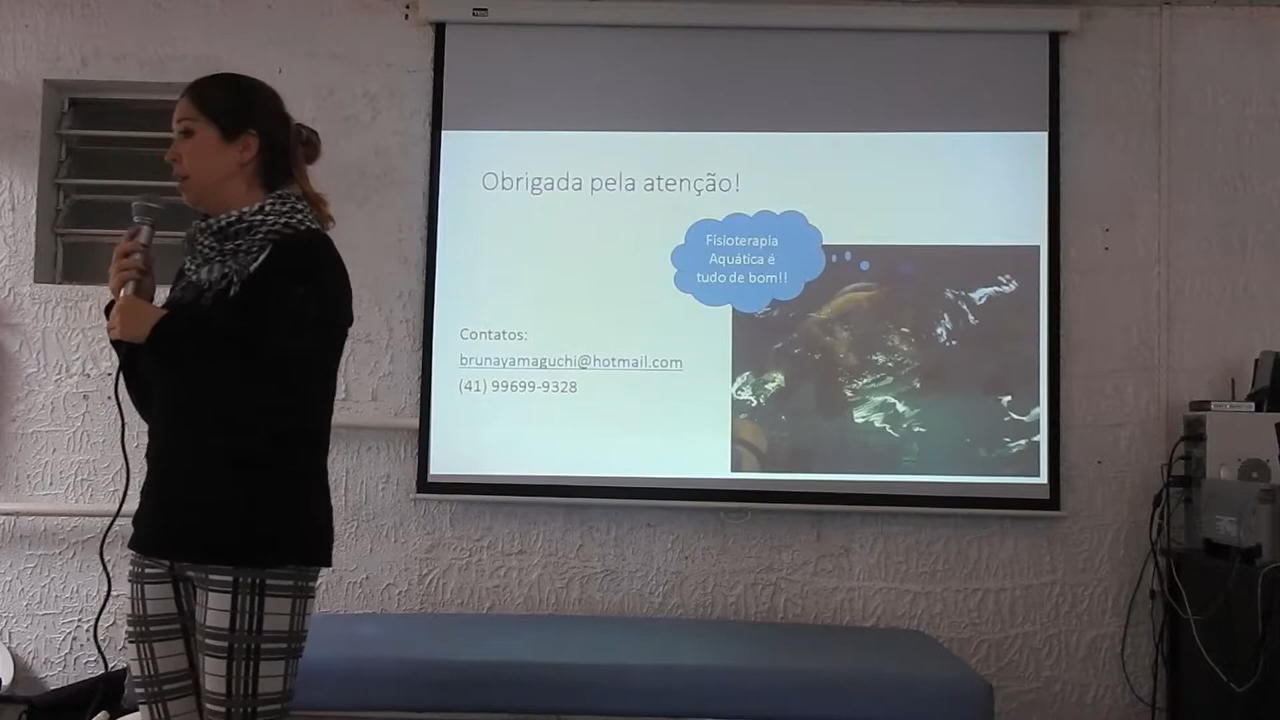 Obrigada pela atenção!
Fisioterapia
Aquática é
tudo de bom!!
Contatos:
brunayamaguchi@hotmail.com
(41) 99699-9328